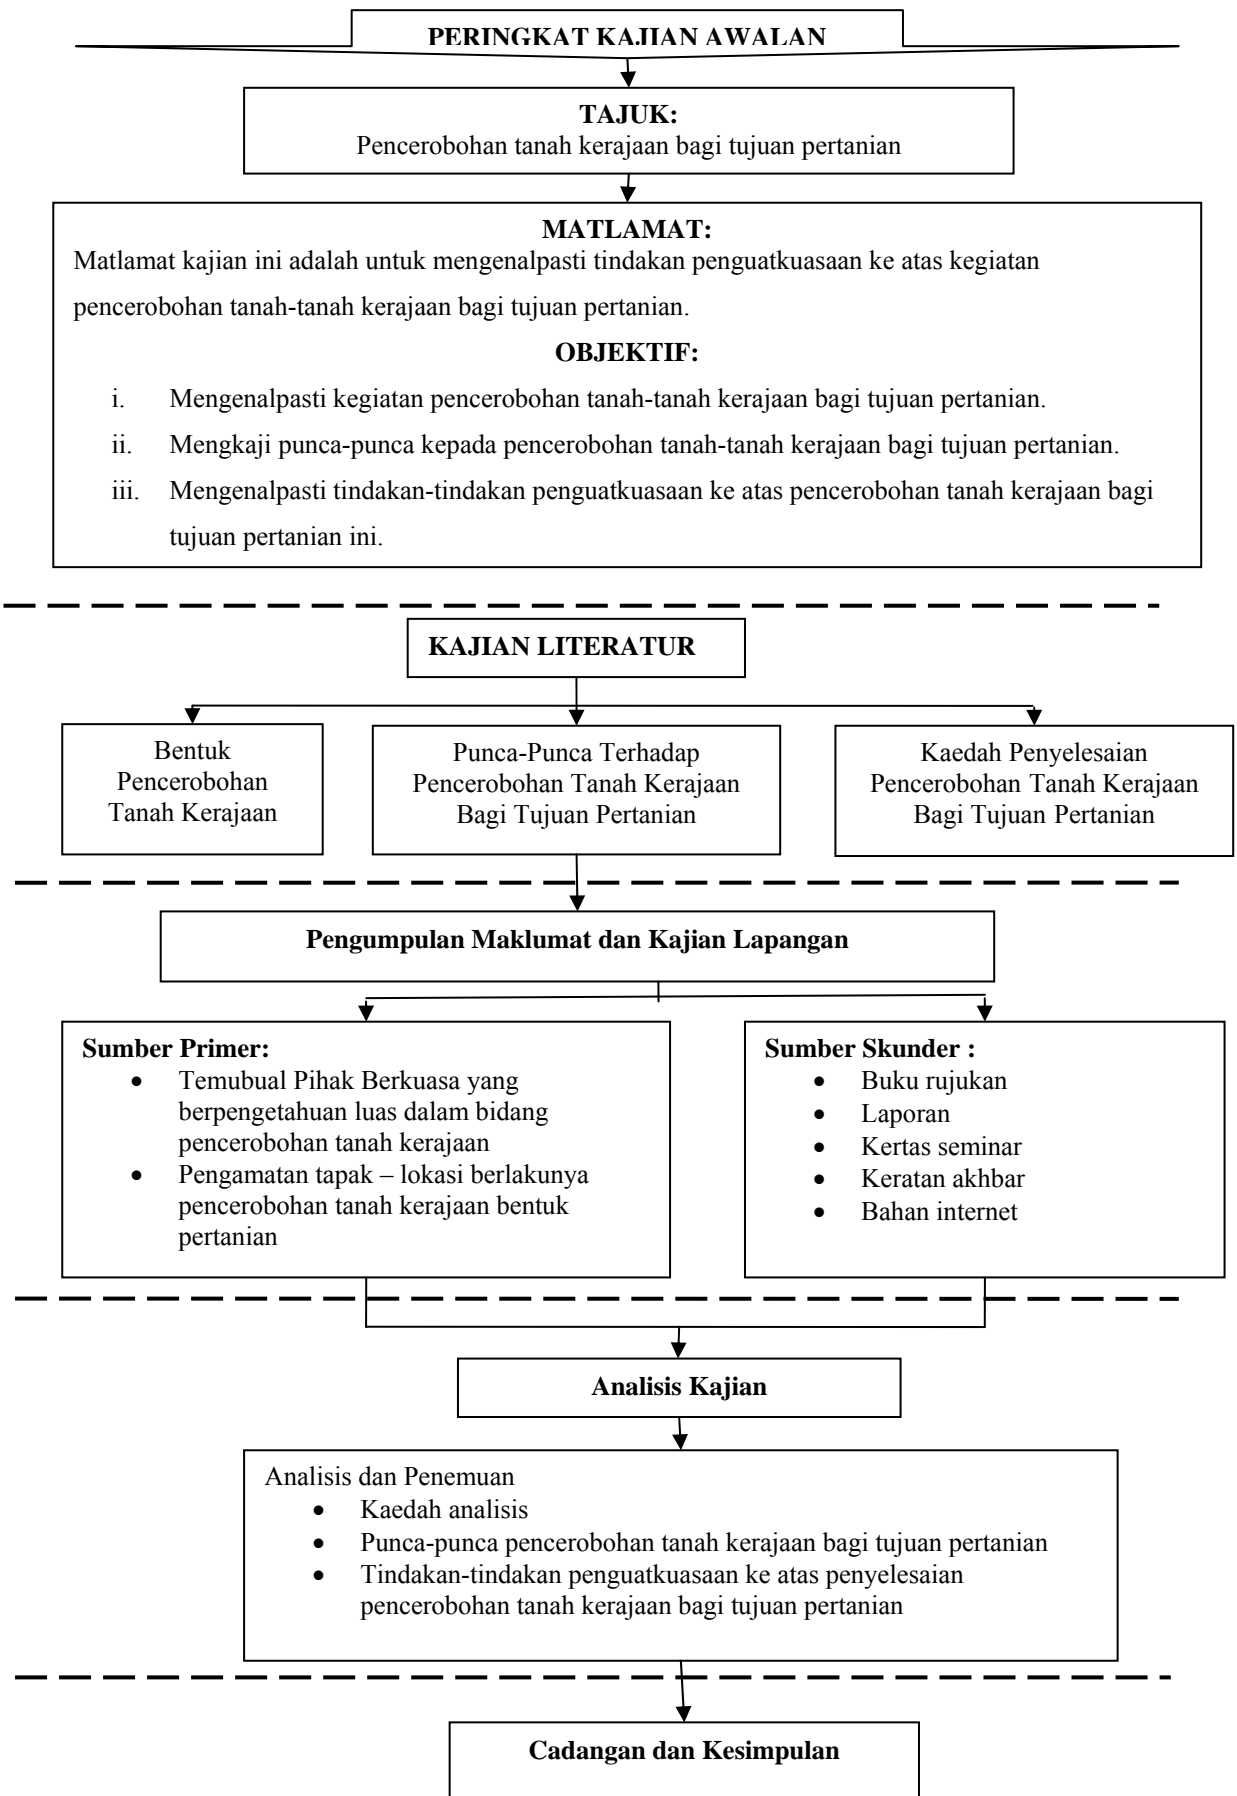 PERINGKAT KAJIAN AWALAN
TAJUK:
Pencerobohan tanah kerajaan bagi tujuan pertanian
MATLAMAT:
Matlamat kajian ini adalah untuk mengenalpasti tindakan penguatkuasaan ke atas kegiatan
pencerobohan tanah-tanah kerajaan bagi tujuan pertanian.
OBJEKTIF:
i. Mengenalpasti kegiatan pencerobohan tanah-tanah kerajaan bagi tujuan pertanian.
ii. Mengkaji punca-punca kepada pencerobohan tanah-tanah kerajaan bagi tujuan pertanian.
iii. Mengenalpasti tindakan-tindakan penguatkuasaan ke atas pencerobohan tanah kerajaan bagi
tujuan pertanian ini.
KAJIAN LITERATUR
Bentuk
Pencerobohan
Tanah Kerajaan
Punca-Punca Terhadap
Pencerobohan Tanah Kerajaan
Bagi Tujuan Pertanian
Kaedah Penyelesaian
Pencerobohan Tanah Kerajaan
Bagi Tujuan Pertanian
Pengumpulan Maklumat dan Kajian Lapangan
Sumber Primer:
• Temubual Pihak Berkuasa yang
berpengetahuan luas dalam bidang
pencerobohan tanah kerajaan
• Pengamatan tapak – lokasi berlakunya
pencerobohan tanah kerajaan bentuk
pertanian
Sumber Skunder :
• Buku rujukan
• Laporan
• Kertas seminar
• Keratan akhbar
• Bahan internet
Analisis Kajian
Analisis dan Penemuan
• Kaedah analisis
• Punca-punca pencerobohan tanah kerajaan bagi tujuan pertanian
• Tindakan-tindakan penguatkuasaan ke atas penyelesaian
pencerobohan tanah kerajaan bagi tujuan pertanian
Cadangan dan Kesimpulan